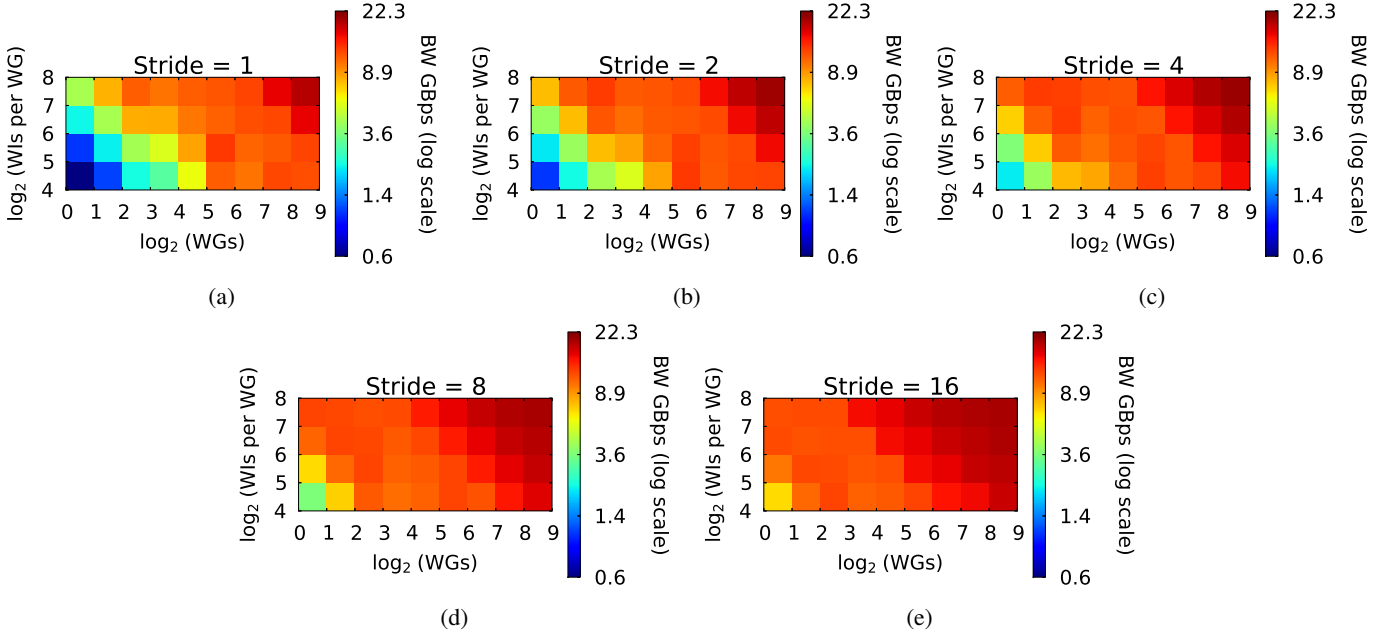 Stride = 1
log2 (WIs per WG)
8
7
6
5
4
0 1 2 3 4 5 6 7 8 9
log2 (WGs)
22.3
8.9
3.6
1.4
0.6
BW GBps (log scale)
(a)
Stride = 2
log2 (WIs per WG)
8
7
6
5
4
0 1 2 3 4 5 6 7 8 9
log2 (WGs)
22.3
8.9
3.6
1.4
0.6
BW GBps (log scale)
(b)
Stride = 4
log2 (WIs per WG)
8
7
6
5
4
0 1 2 3 4 5 6 7 8 9
log2 (WGs)
22.3
8.9
3.6
1.4
0.6
BW GBps (log scale)
(c)
Stride = 8
log2 (WIs per WG)
8
7
6
5
4
0 1 2 3 4 5 6 7 8 9
log2 (WGs)
22.3
8.9
3.6
1.4
0.6
BW GBps (log scale)
(d)
Stride = 16
log2 (WIs per WG)
8
7
6
5
4
0 1 2 3 4 5 6 7 8 9
log2 (WGs)
22.3
8.9
3.6
1.4
0.6
BW GBps (log scale)
(e)